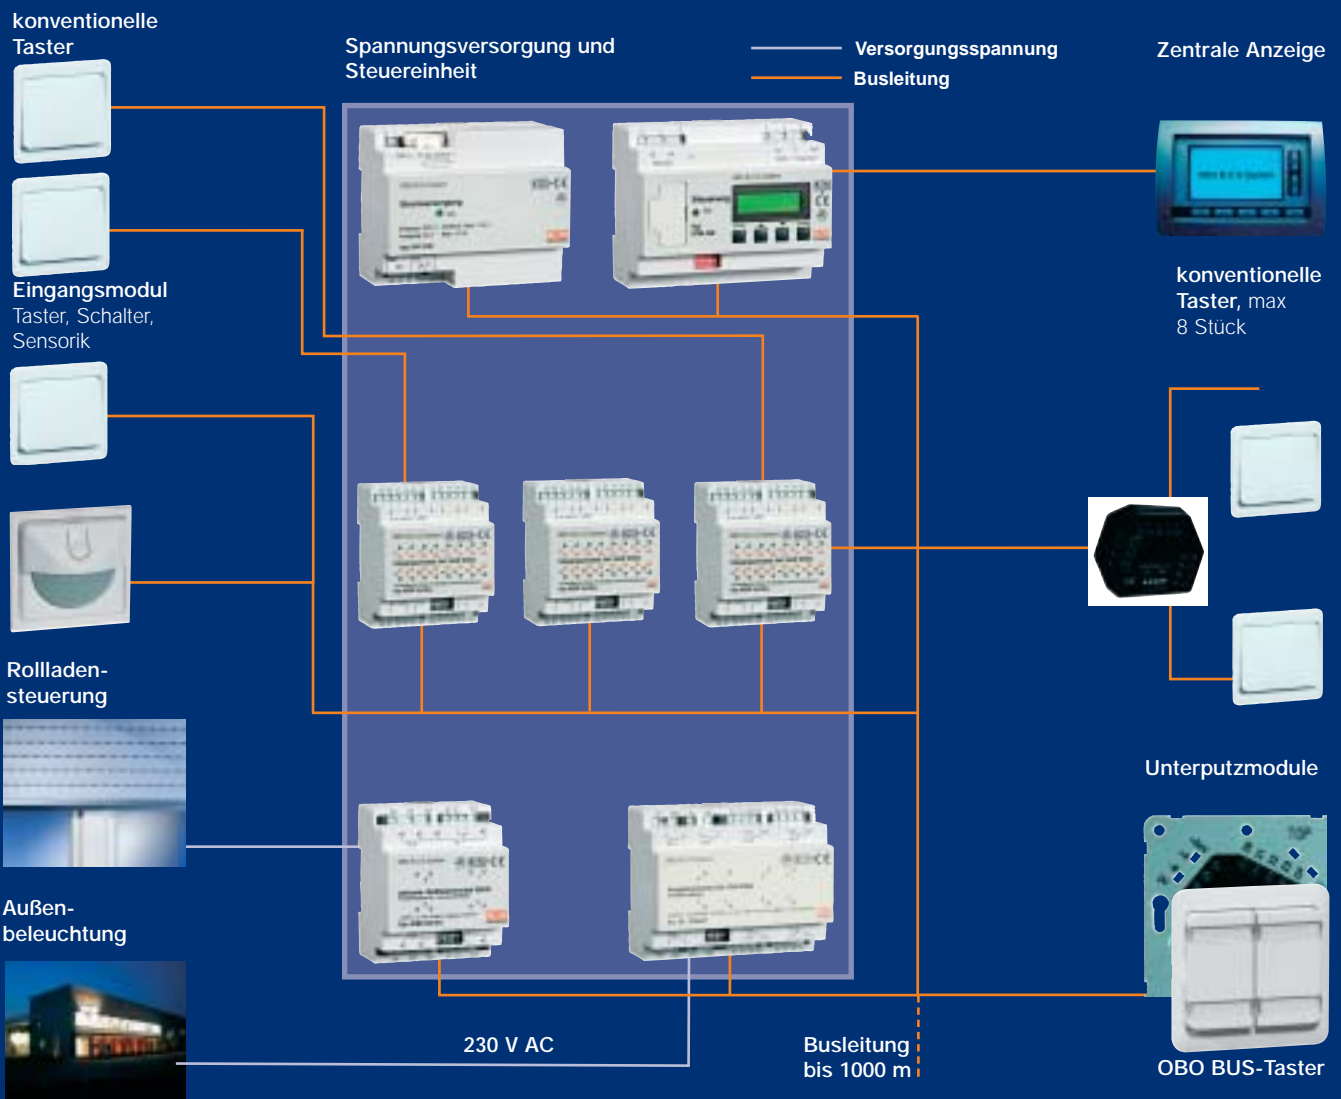 konventionelle
Taster
Spannungsversorgung und
Steuereinheit
Versorgungsspannung
Busleitung
Zentrale Anzeige
Eingangsmodul
Taster, Schalter,
Sensorik
konventionelle
Taster, max
8 Stück
Rollladen-
steuerung
Unterputzmodule
TOP
Außen-
beleuchtung
230 V AC
Busleitung
bis 1000 m
OBO BUS-Taster